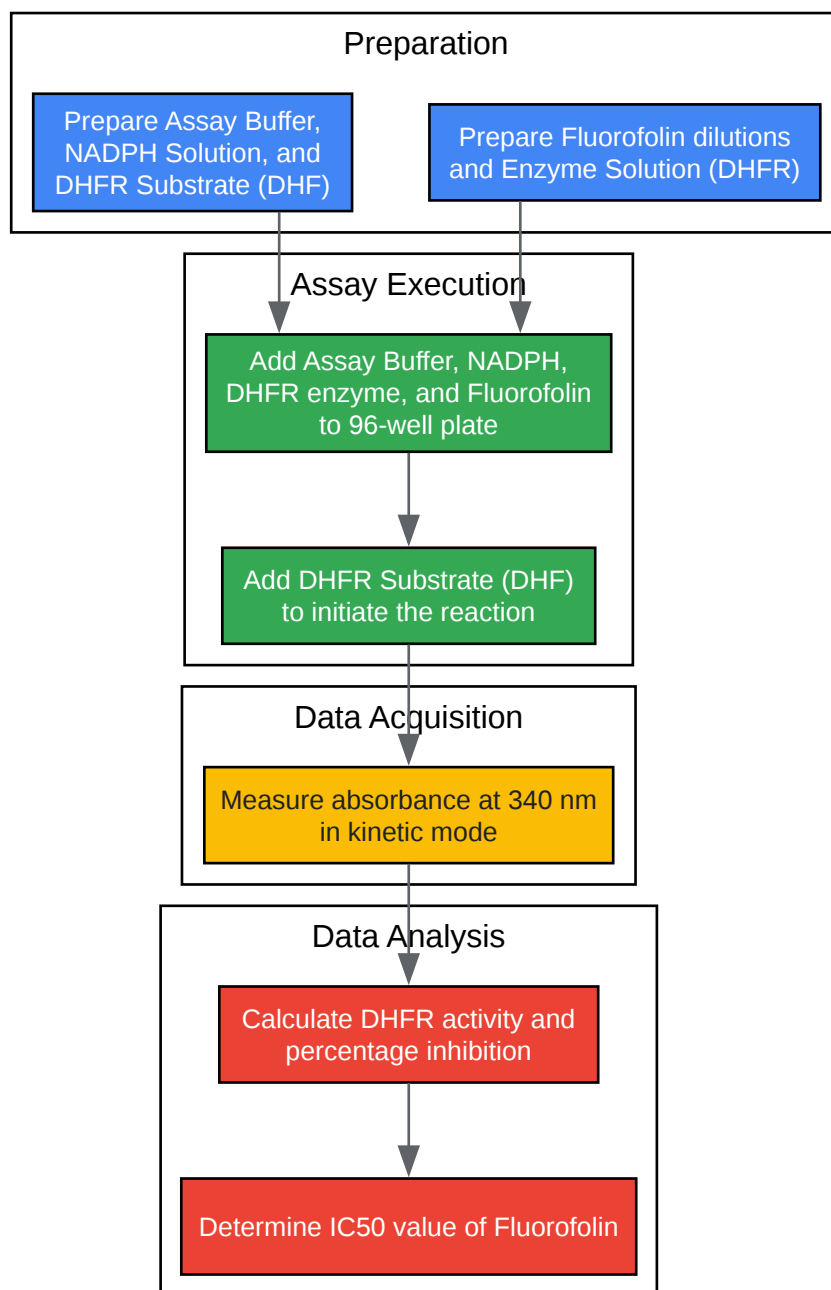 Preparation
Prepare Assay Buffer,
NADPH Solution, and
DHFR Substrate (DHF)
Prepare Fluorofolin dilutions
and Enzyme Solution (DHFR)
Assay Execution
Add Assay Buffer, NADPH,
DHFR enzyme, and Fluorofolin
to 96-well plate
Add DHFR Substrate (DHF)
to initiate the reaction
Data Acquisition
Measure absorbance at 340 nm
in kinetic mode
Data Analysis
Calculate DHFR activity and
percentage inhibition
Determine IC50 value of Fluorofolin